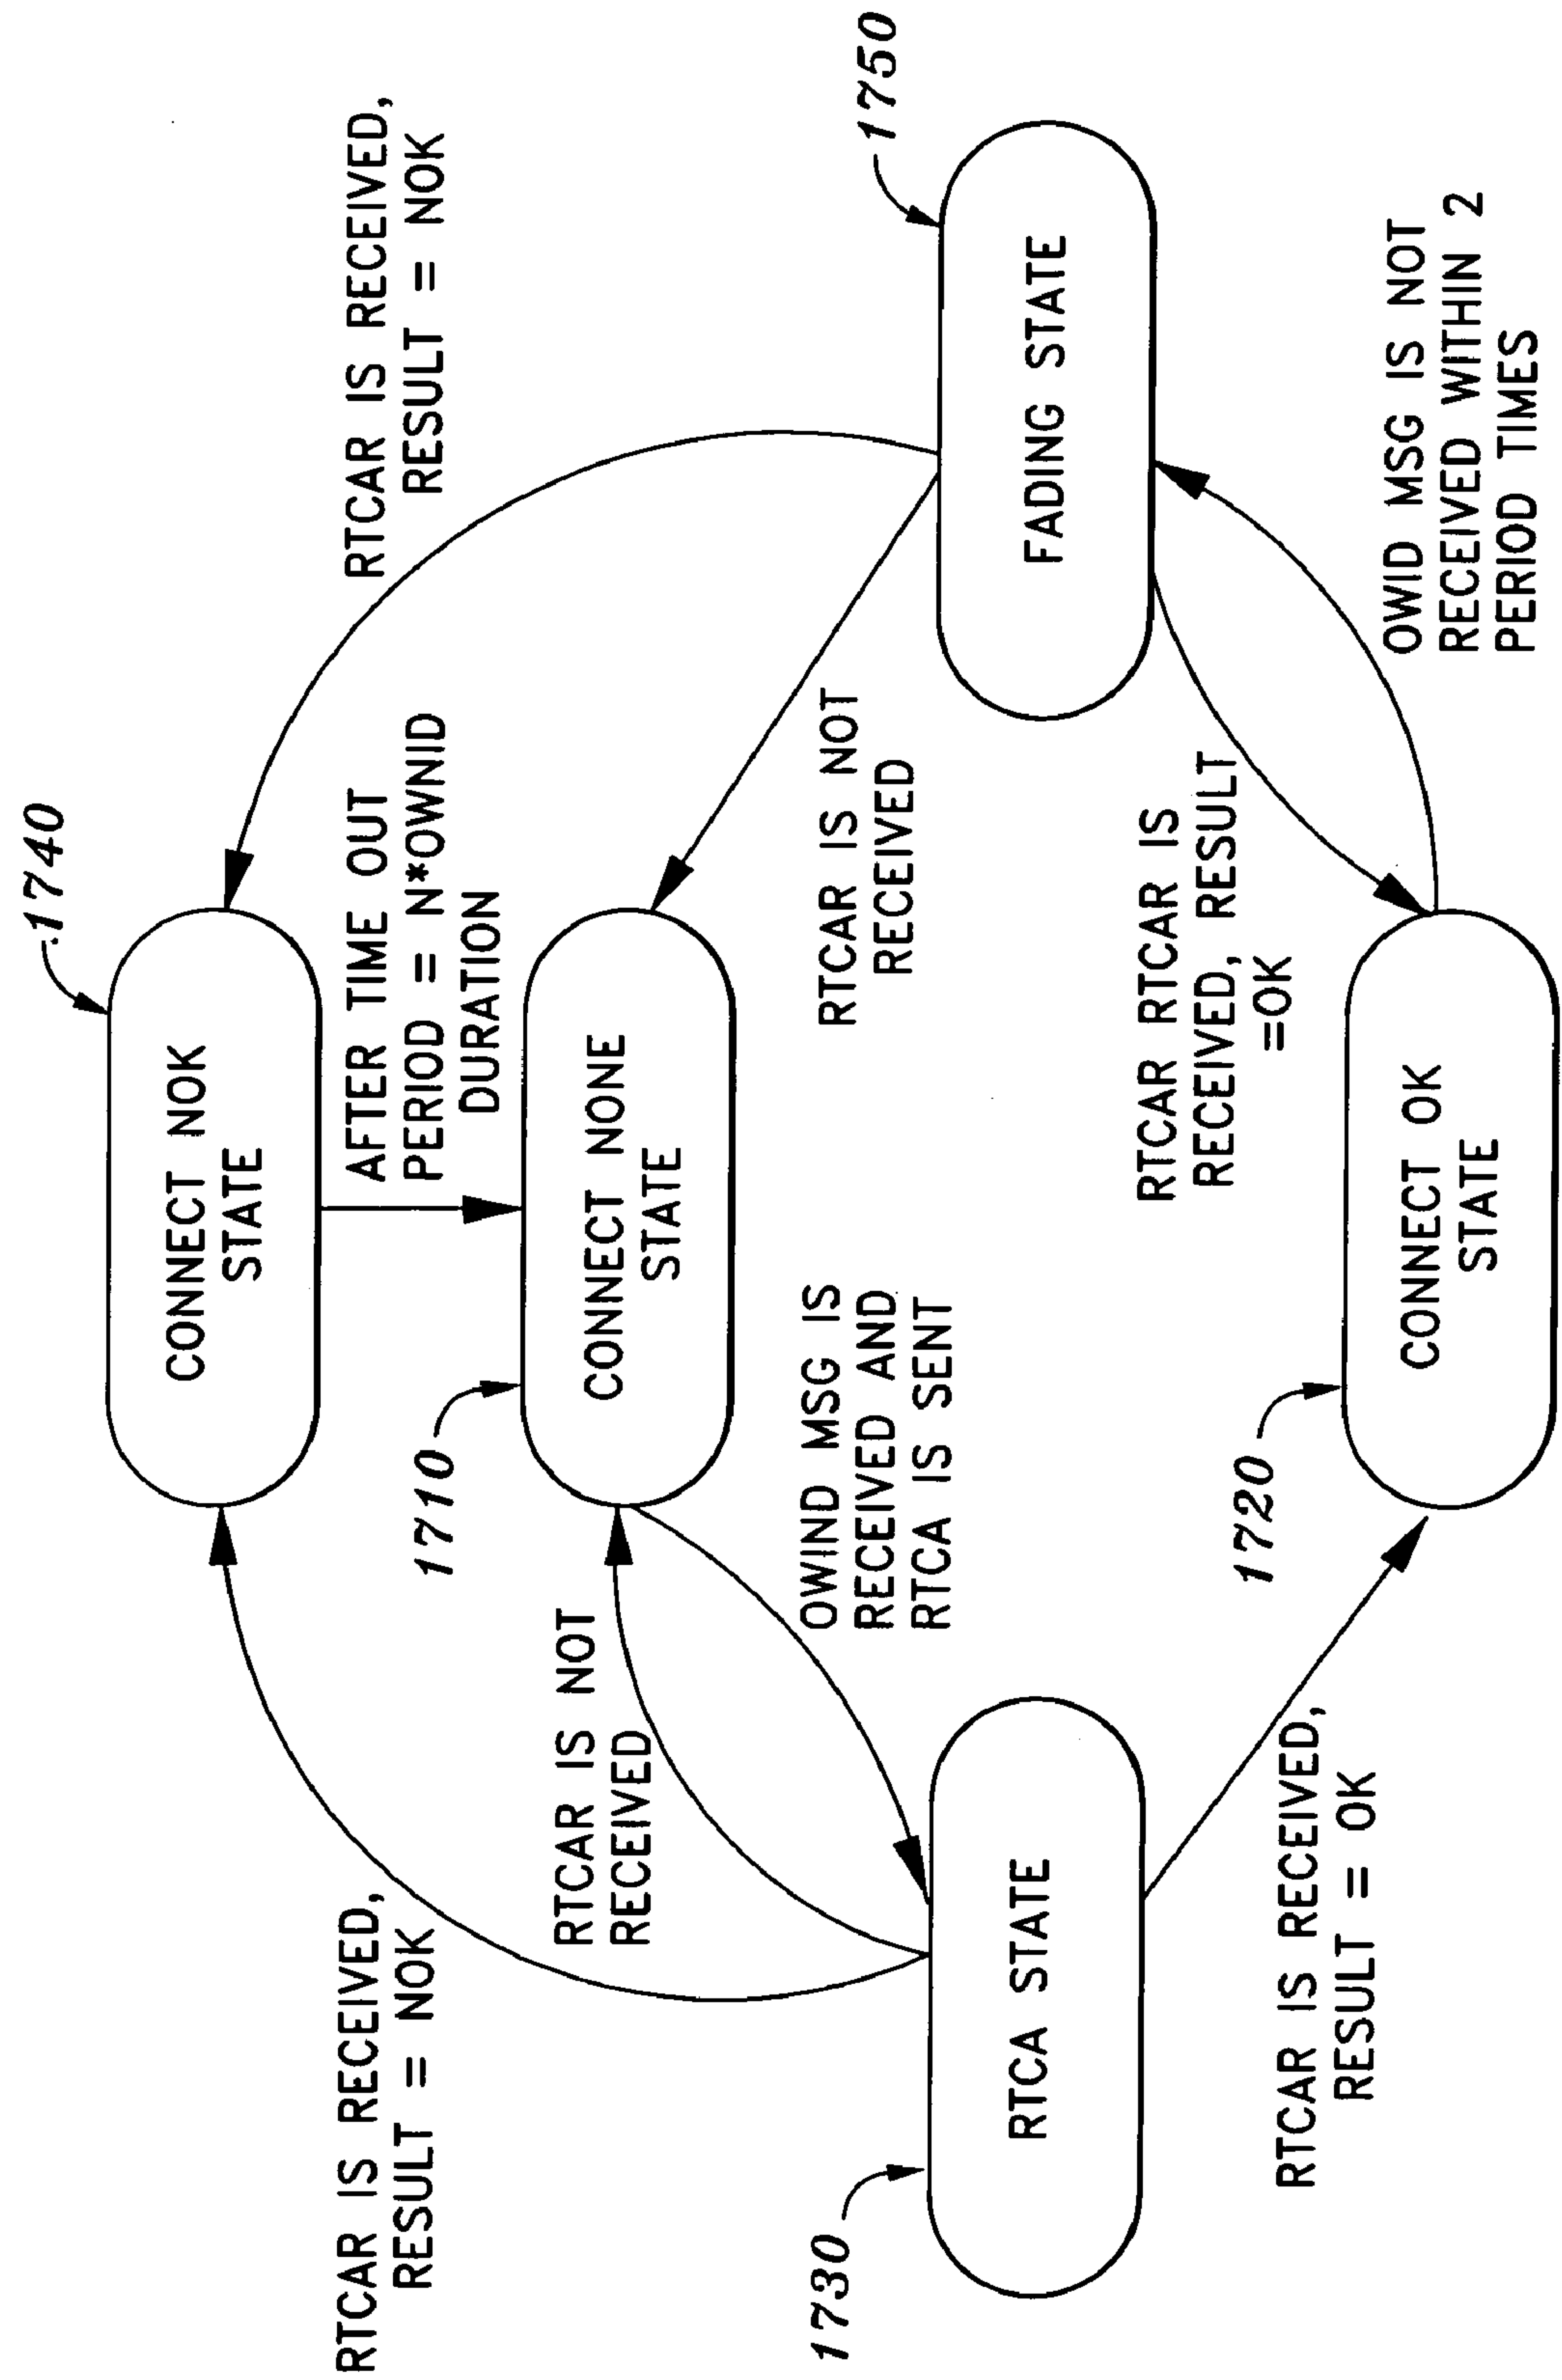 1740
CONNECT NOK
STATE
RTCAR IS RECEIVED,
RESULT = NOK
RTCAR IS RECEIVED,
RESULT = NOK
AFTER TIME OUT
PERIOD = N*OWNID
DURATION
1710
CONNECT NONE
STATE
RTCAR IS NOT
RECEIVED
OWIND MSG IS
RECEIVED AND
RTCA IS SENT
RTCAR IS NOT
RECEIVED
1730
RTCA STATE
1750
FADING STATE
RTCAR RTCAR IS
RECEIVED, RESULT
=OK
RTCAR IS RECEIVED,
RESULT = OK
1720
CONNECT OK
STATE
OWID MSG IS NOT
RECEIVED WITHIN 2
PERIOD TIMES